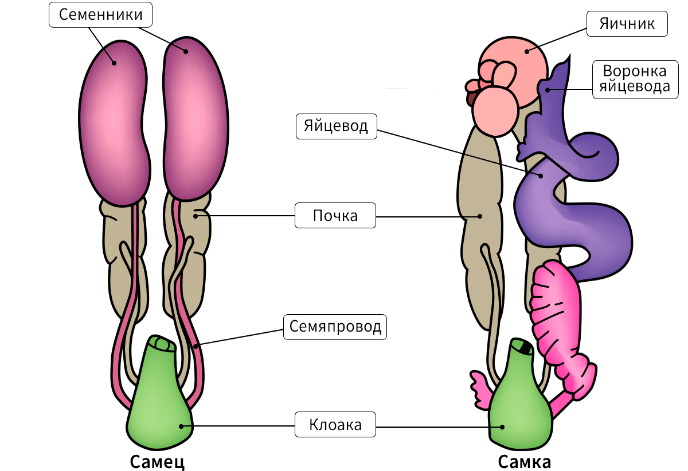 Семенники
Яичник
Воронка
яйцевода
Яйцевод
Почка
Семяпровод
Клоака
Самец
Самка